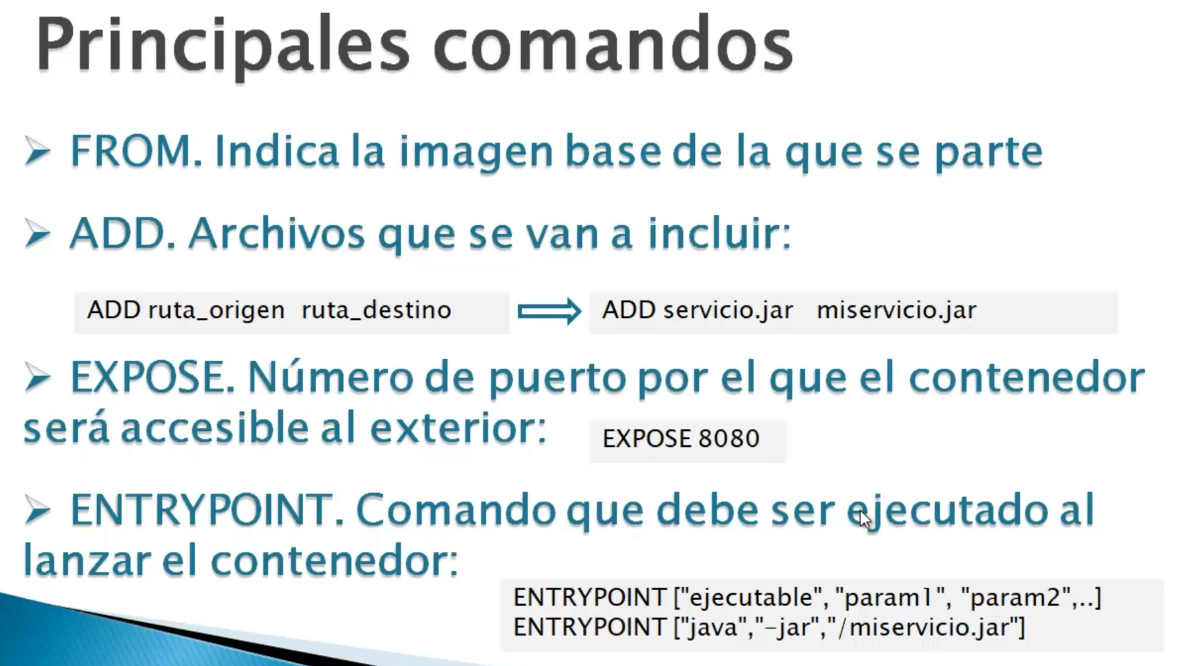 Principales comandos
FROM. Indica la imagen base de la que se parte
ADD. Archivos que se van a incluir:
ADD ruta_origen ruta_destino
ADD servicio.jar miservicio.jar
EXPOSE. Número de puerto por el que el contenedor
será accesible al exterior:
EXPOSE 8080
ENTRYPOINT. Comando que debe ser ejecutado al
lanzar el contenedor:
ENTRYPOINT ["ejecutable", "param1", "param2",..]
ENTRYPOINT ["java","-jar","/miservicio.jar"]